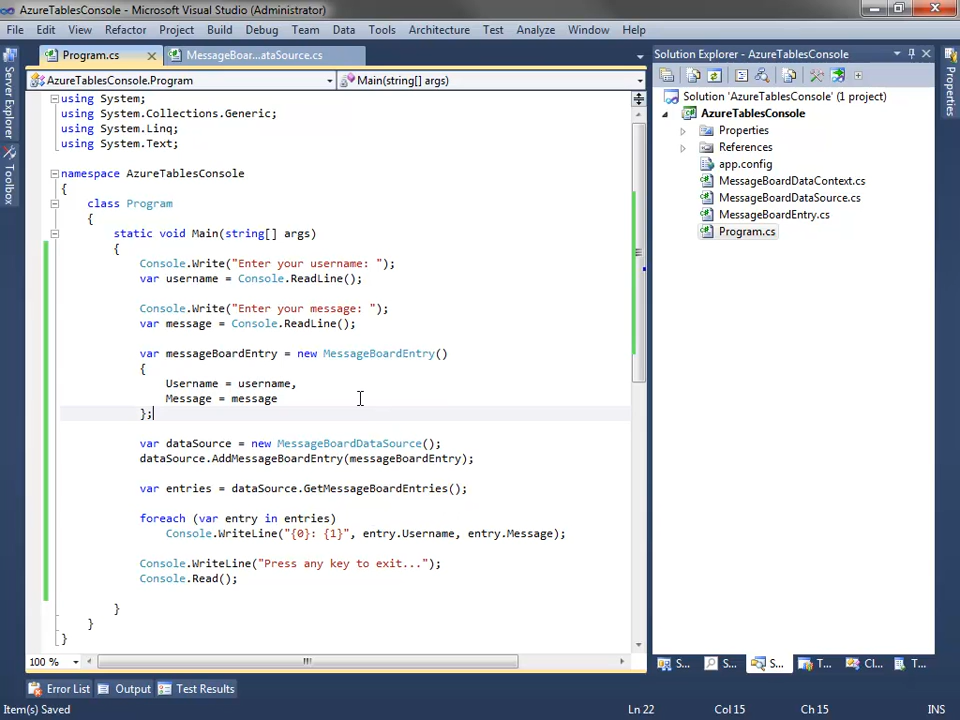 AzureTablesConsole - Microsoft Visual Studio (Administrator)
File Edit View Refactor Project Build Debug Team Data Tools Architecture Test Analyze Window Help
Program.cs MessageBoar...ataSource.cs
AzureTablesConsole.Program Main(string[] args)
using System;
using System.Collections.Generic;
using System.Linq;
using System.Text;
namespace AzureTablesConsole
{
class Program
{
static void Main(string[] args)
{
Console.Write("Enter your username: ");
var username = Console.ReadLine();
Console.Write("Enter your message: ");
var message = Console.ReadLine();
var messageBoardEntry = new MessageBoardEntry()
{
Username = username,
Message = message
};
var dataSource = new MessageBoardDataSource();
dataSource.AddMessageBoardEntry(messageBoardEntry);
var entries = dataSource.GetMessageBoardEntries();
foreach (var entry in entries)
Console.WriteLine("{0}: {1}", entry.Username, entry.Message);
Console.WriteLine("Press any key to exit...");
Console.Read();
}
}
}
100 %
Server Explorer
Toolbox
Solution Explorer - AzureTablesConsole
Solution 'AzureTablesConsole' (1 project)
AzureTablesConsole
Properties
References
app.config
MessageBoardDataContext.cs
MessageBoardDataSource.cs
MessageBoardEntry.cs
Program.cs
Properties
S... S... S... T... Cl... T...
Error List Output Test Results
Item(s) Saved Ln 22 Col 15 Ch 15 INS